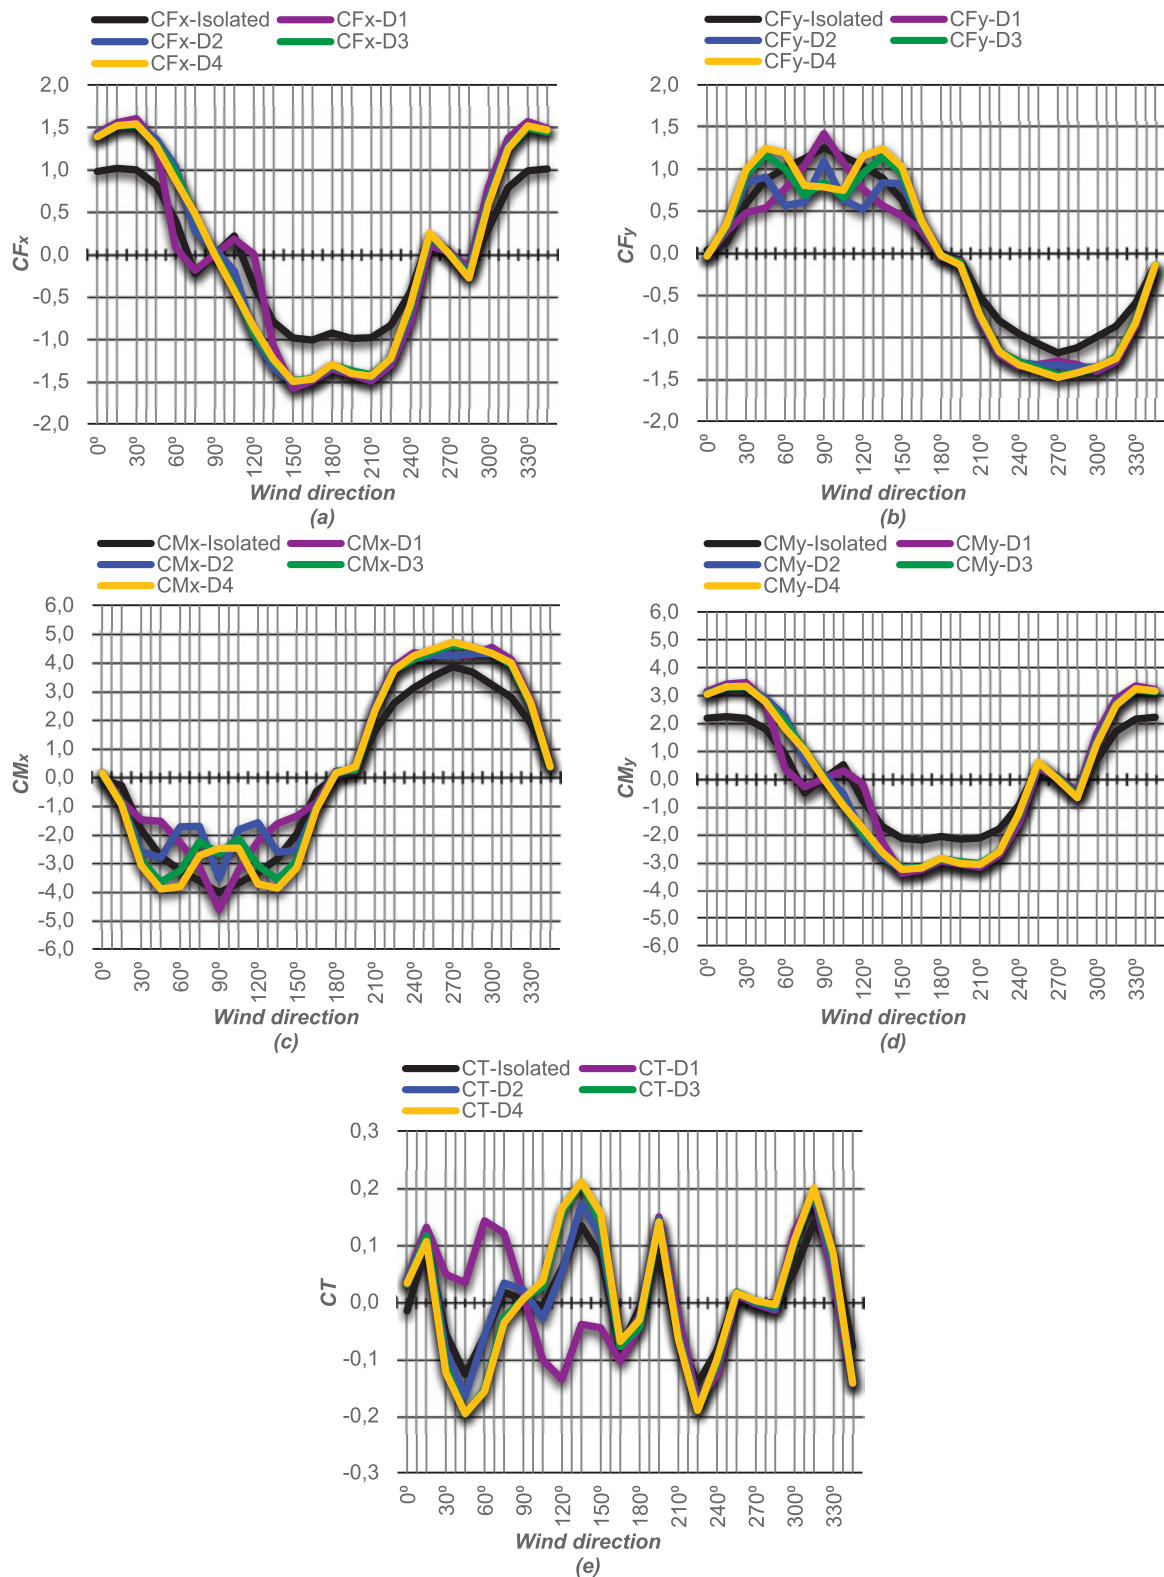 CFx-Isolated CFx-D1
CFx-D2 CFx-D3
CFx-D4
2,0
1,5
1,0
0,5
0,0
-0,5
-1,0
-1,5
-2,0
CFx
0º 30º 60º 90º 120º 150º 180º 210º 240º 270º 300º 330º
Wind direction
(a)
CFy-Isolated CFy-D1
CFy-D2 CFy-D3
CFy-D4
2,0
1,5
1,0
0,5
0,0
-0,5
-1,0
-1,5
-2,0
CFy
0º 30º 60º 90º 120º 150º 180º 210º 240º 270º 300º 330º
Wind direction
(b)
CMx-Isolated CMx-D1
CMx-D2 CMx-D3
CMx-D4
6,0
5,0
4,0
3,0
2,0
1,0
0,0
-1,0
-2,0
-3,0
-4,0
-5,0
-6,0
CMx
0º 30º 60º 90º 120º 150º 180º 210º 240º 270º 300º 330º
Wind direction
(c)
CMy-Isolated CMy-D1
CMy-D2 CMy-D3
CMy-D4
6,0
5,0
4,0
3,0
2,0
1,0
0,0
-1,0
-2,0
-3,0
-4,0
-5,0
-6,0
CMy
0º 30º 60º 90º 120º 150º 180º 210º 240º 270º 300º 330º
Wind direction
(d)
CT-Isolated CT-D1
CT-D2 CT-D3
CT-D4
0,3
0,2
0,1
0,0
-0,1
-0,2
-0,3
CT
0º 30º 60º 90º 120º 150º 180º 210º 240º 270º 300º 330º
Wind direction
(e)